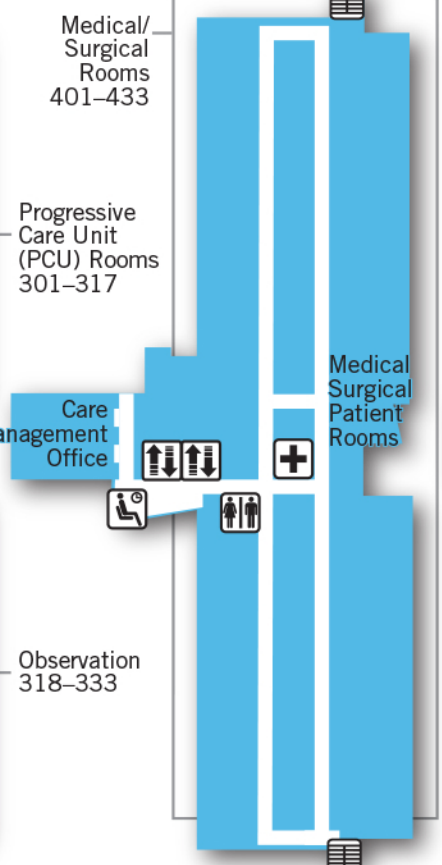 Medical/
Surgical
Rooms
401–433
Progressive
Care Unit
(PCU) Rooms
301–317
Medical
Surgical
Patient
Rooms
Care
anagement
Office
Observation
318–333